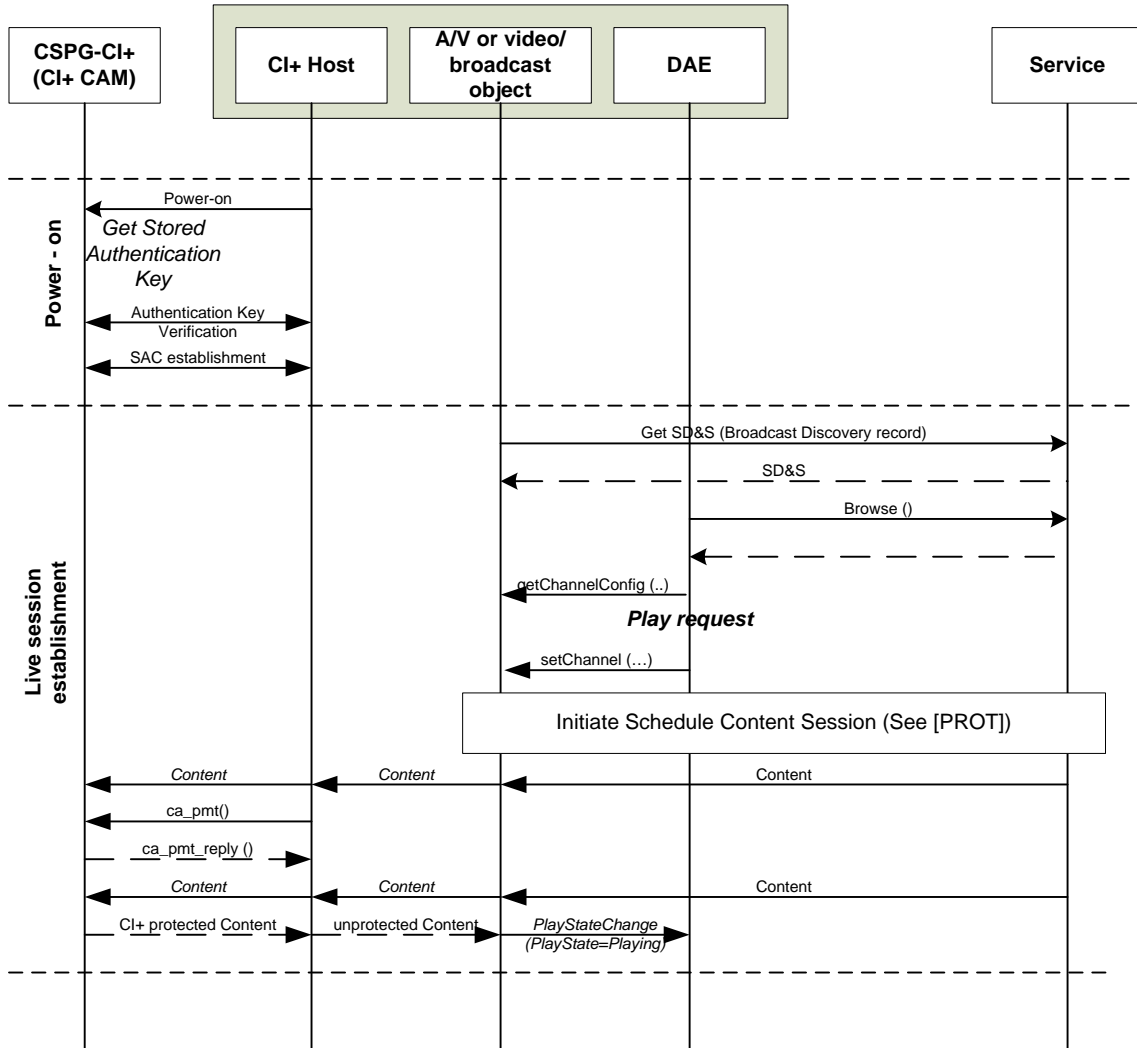 CSPG-CI+
(CI+ CAM)
CI+ Host
A/V or video/
broadcast
object
DAE
Service
Power - on
Power-on
Get Stored
Authentication
Key
Authentication Key
Verification
SAC establishment
Live session
establishment
Get SD&S (Broadcast Discovery record)
SD&S
Browse ()
getChannelConfig (..)
Play request
setChannel (…)
Initiate Schedule Content Session (See [PROT])
Content
Content
Content
ca_pmt()
ca_pmt_reply ()
Content
Content
Content
CI+ protected Content
unprotected Content
PlayStateChange
(PlayState=Playing)